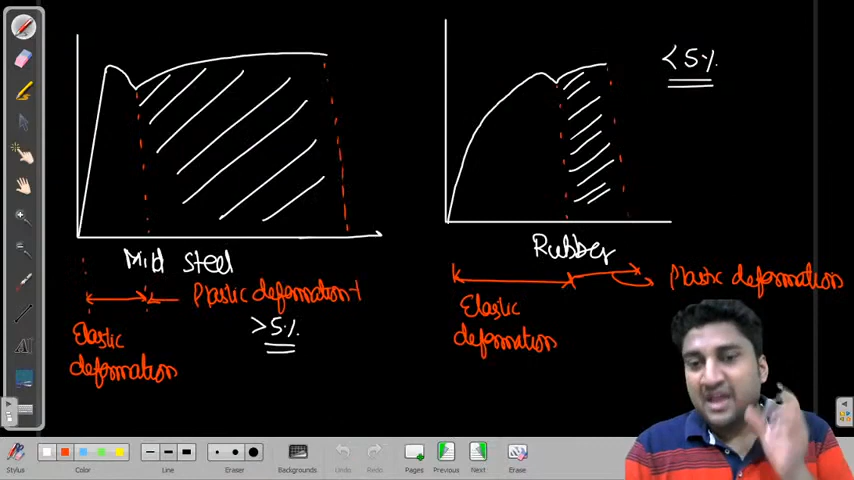 < 5%
Mid steel
Rubber
Plastic deformation
> 5%
Elastic
deformation
Plastic deformation
Elastic
deformation
Stylus
Color
Line
Eraser
Backgrounds
Undo
Redo
Pages
Previous
Next
Erase